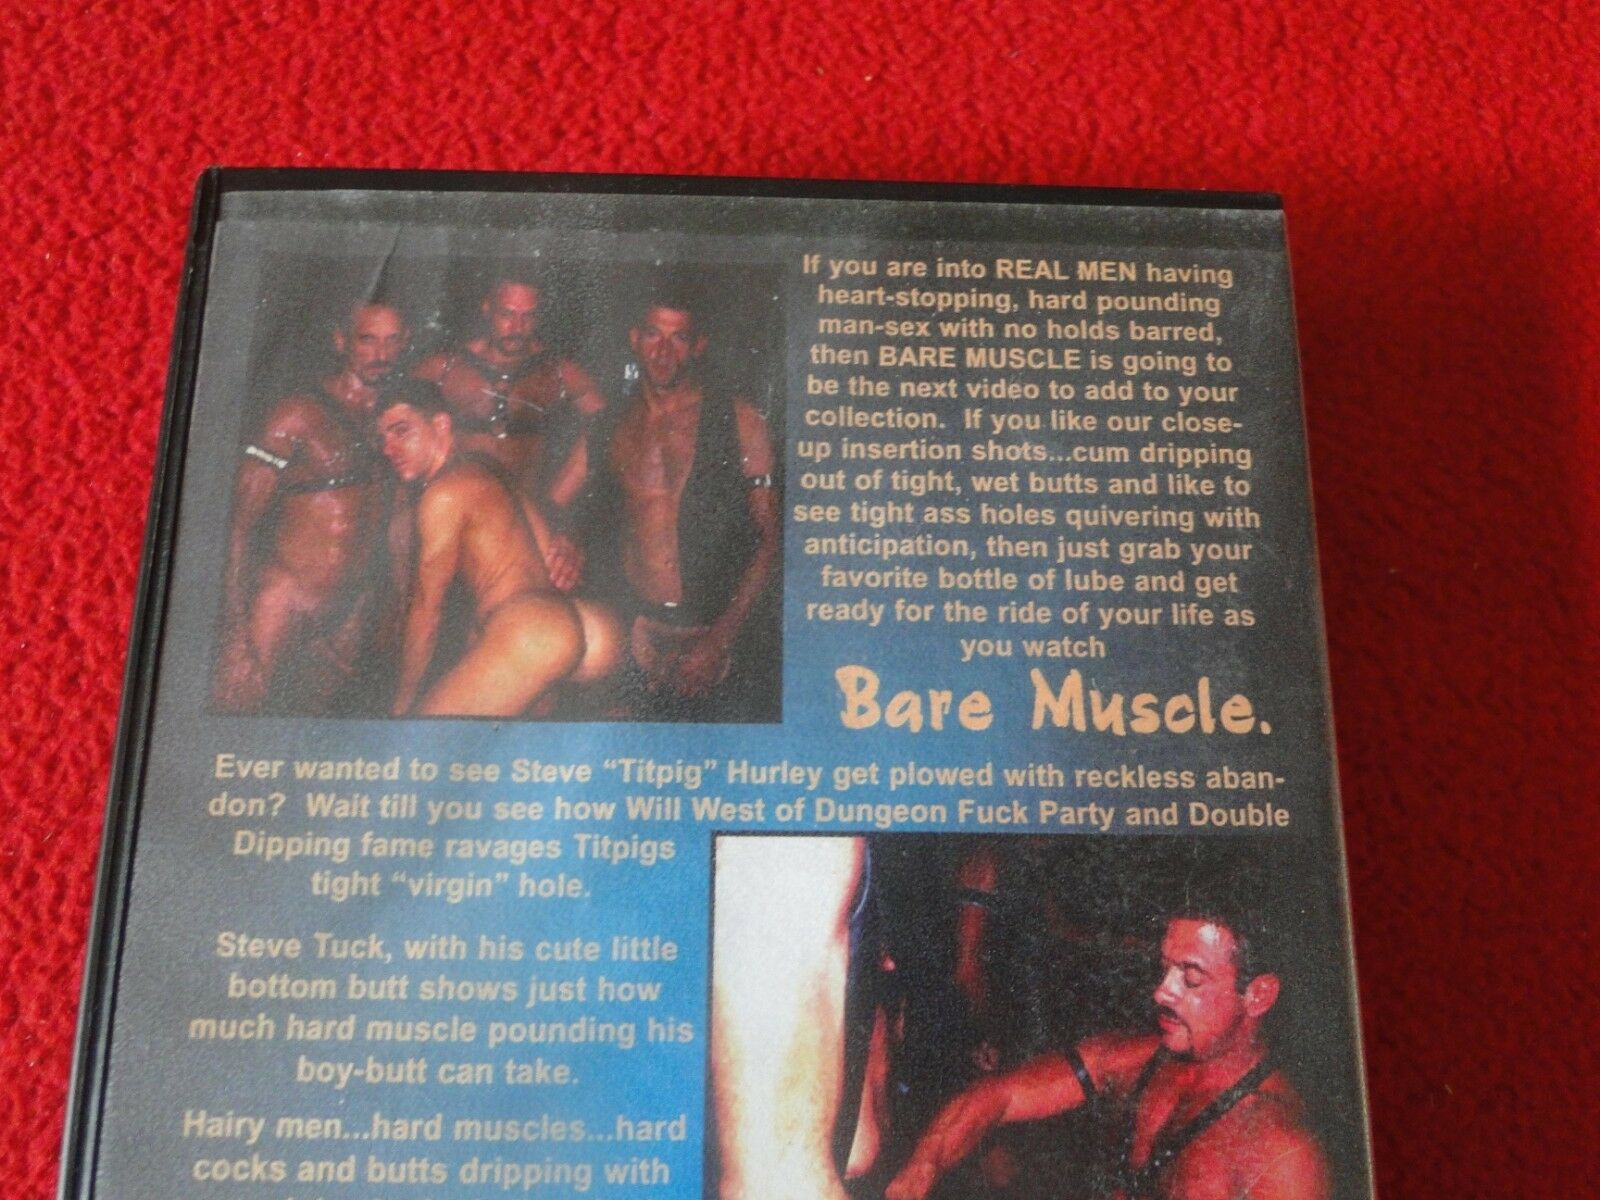 If you are into REAL MEN having
heart-stopping, hard pounding
man-sex with no holds barred,
then BARE MUSCLE is going to
be the next video to add to your
collection. If you like our close-
up insertion shots...cum dripping
out of tight, wet butts and like to
see tight ass holes quivering with
anticipation, then just grab your
favorite bottle of lube and get
ready for the ride of your life as
you watch
Bare Muscle.
Ever wanted to see Steve “Titpig” Hurley get plowed with reckless aban-
don? Wait till you see how Will West of Dungeon Fuck Party and Double
Dipping fame ravages Titpigs
tight “virgin” hole.
Steve Tuck, with his cute little
bottom butt shows just how
much hard muscle pounding his
boy-butt can take.
Hairy men...hard muscles...hard
cocks and butts dripping with